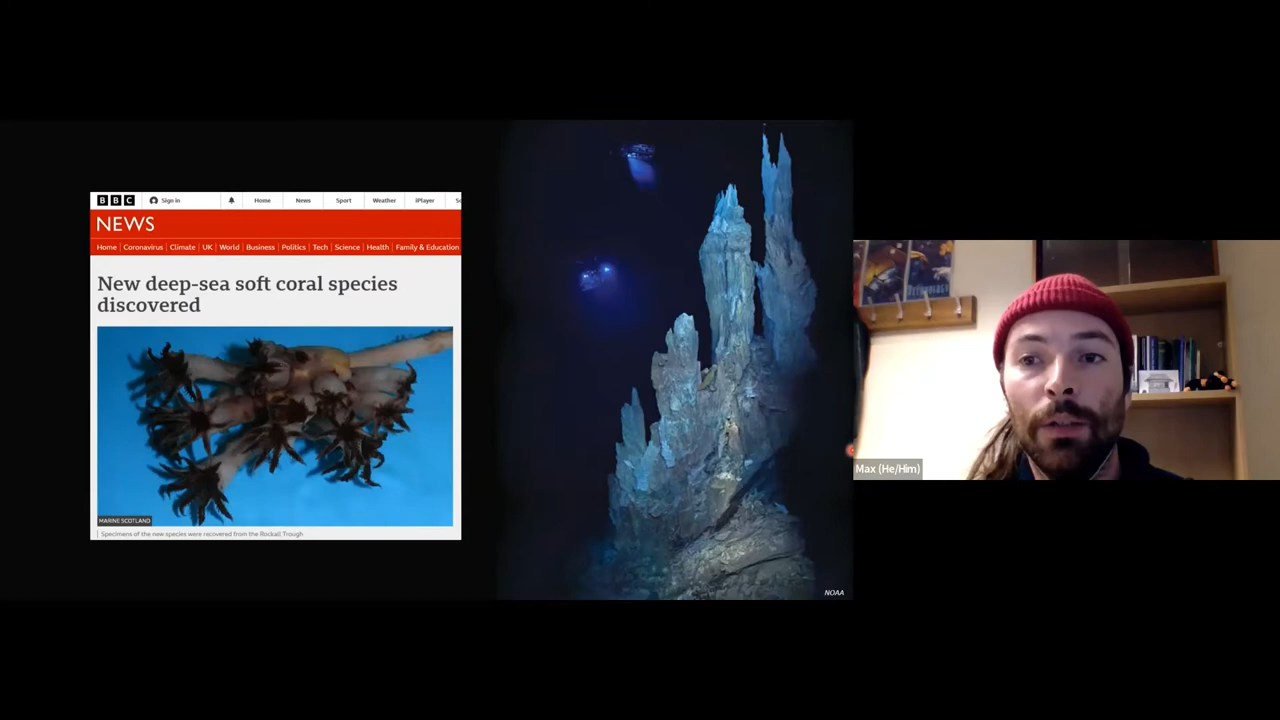 BBC Sign in Home News Sport Weather iPlayer
NEWS
Home Coronavirus Climate UK World Business Politics Tech Science Health Family & Education
New deep-sea soft coral species
discovered
MARINE SCOTLAND
Specimens of the new species were recovered from the Rockall Trough
NOAA
Max (He/Him)